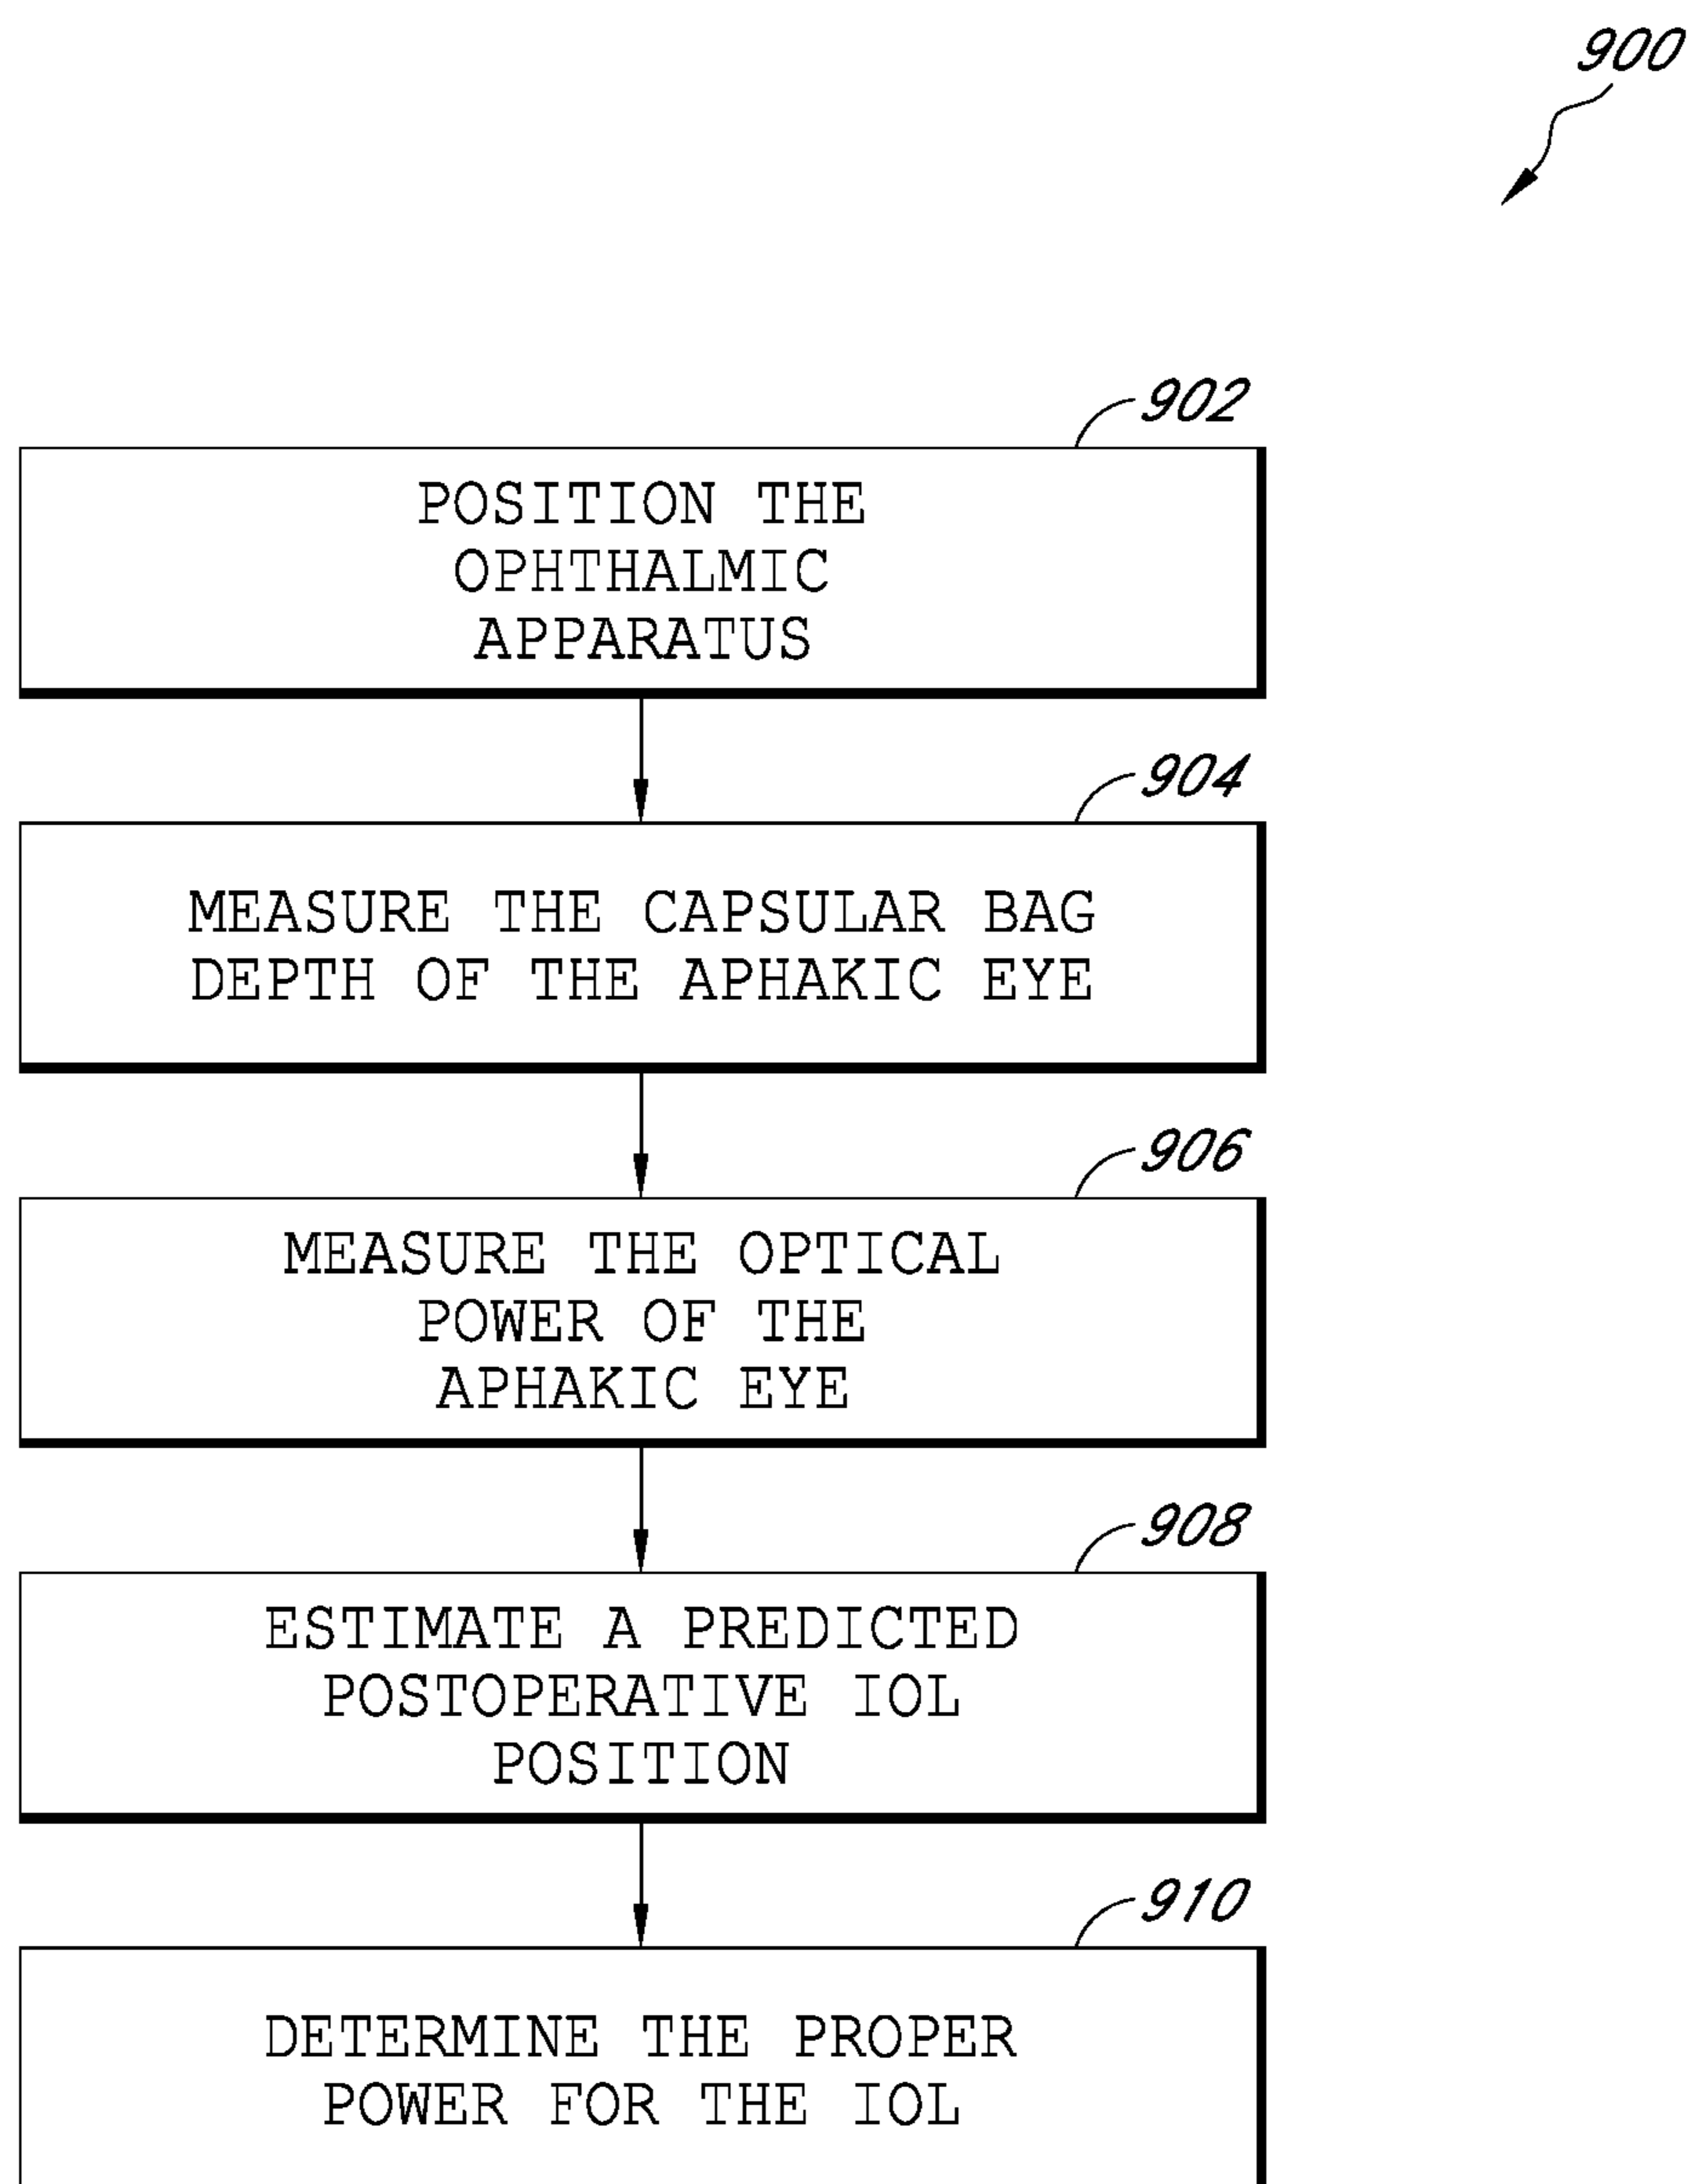 900
902
POSITION THE
OPHTHALMIC
APPARATUS
904
MEASURE THE CAPSULAR BAG
DEPTH OF THE APHAKIC EYE
906
MEASURE THE OPTICAL
POWER OF THE
APHAKIC EYE
908
ESTIMATE A PREDICTED
POSTOPERATIVE IOL
POSITION
910
DETERMINE THE PROPER
POWER FOR THE IOL